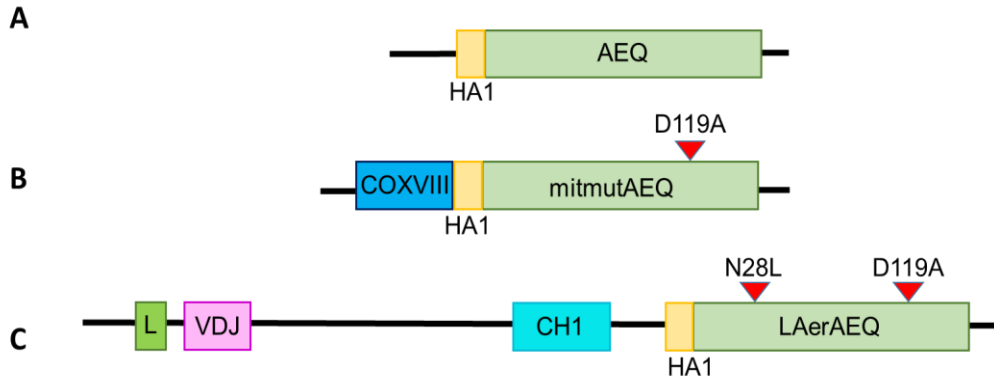 A
AEQ
HA1
D119A
B
COXVIII
mitmutAEQ
HA1
N28L
D119A
L
VDJ
CH1
LAerAEQ
C
HA1